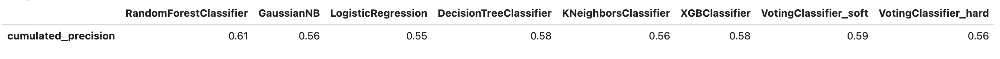 RandomForestClassifier GaussianNB LogisticRegression DecisionTreeClassifier KNeighborsClassifier XGBClassifier VotingClassifier_soft VotingClassifier_hard
cumulated_precision 0.61 0.56 0.55 0.58 0.56 0.58 0.59 0.56